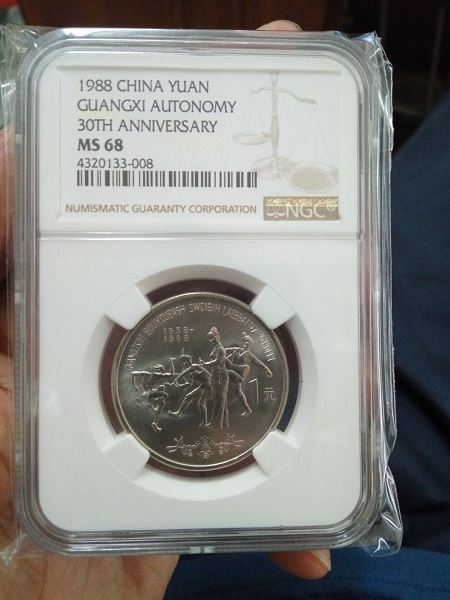 1988 CHINA YUAN
GUANGXI AUTONOMY
30TH ANNIVERSARY
MS 68
4320133-008
NUMISMATIC GUARANTY CORPORATION
NGC
1958-
1988
1元